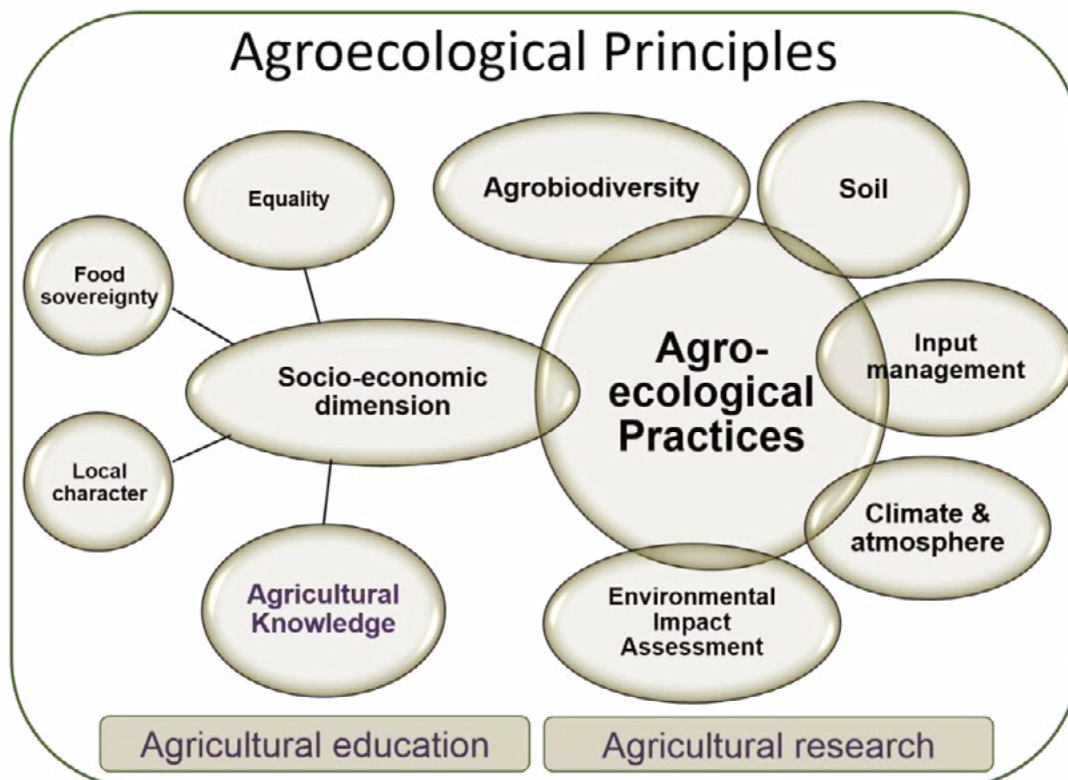 Agroecological Principles
Equality
Agrobiodiversity
Soil
Food
sovereignty
Socio-economic
dimension
Agro-
ecological
Practices
Input
management
Local
character
Climate &
atmosphere
Agricultural
Knowledge
Environmental
Impact
Assessment
Agricultural education
Agricultural research